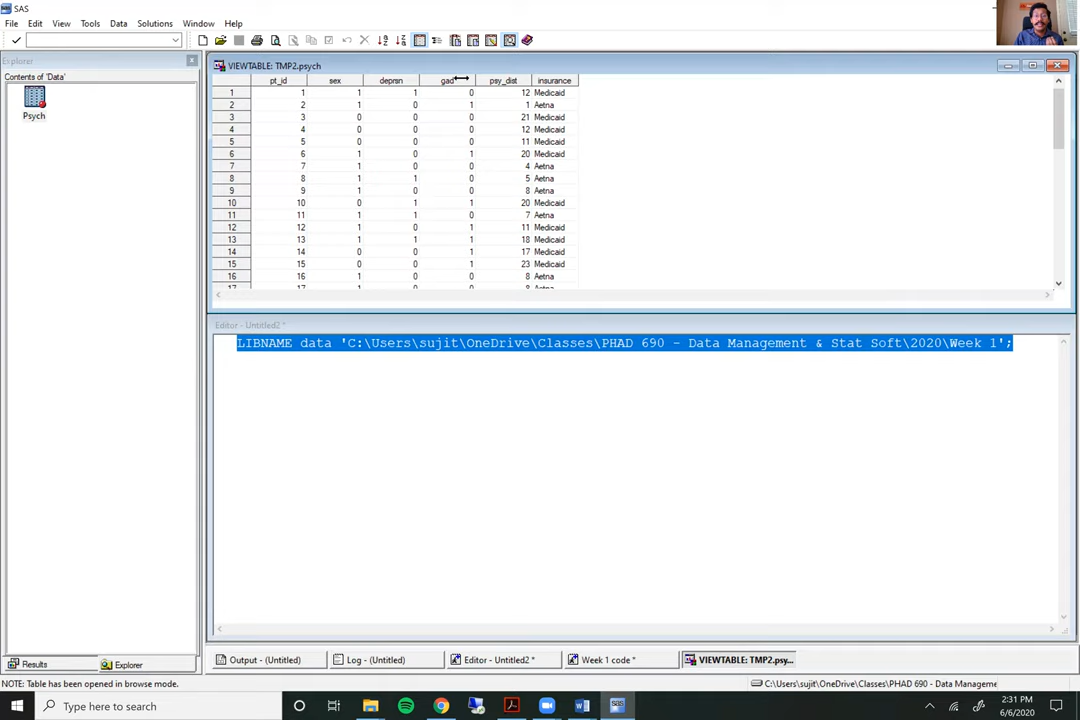 SAS
File Edit View Tools Data Solutions Window Help
Explorer
Contents of 'Data'
Psych
VIEWTABLE: TMP2.psych
pt_id sex deprsn gad psy_dist insurance
1 1 1 1 0 12 Medicaid
2 2 1 0 1 1 Aetna
3 3 0 0 0 21 Medicaid
4 4 0 0 0 12 Medicaid
5 5 0 0 0 11 Medicaid
6 6 1 0 1 20 Medicaid
7 7 1 0 0 4 Aetna
8 8 1 1 0 5 Aetna
9 9 1 0 0 8 Aetna
10 10 0 1 1 20 Medicaid
11 11 1 1 0 7 Aetna
12 12 1 0 1 11 Medicaid
13 13 1 1 1 18 Medicaid
14 14 0 0 1 17 Medicaid
15 15 0 0 1 23 Medicaid
16 16 1 0 0 8 Aetna
17 17 1 0 0 8 Aetna
Editor - Untitled2 *
LIBNAME data 'C:\Users\sujit\OneDrive\Classes\PHAD 690 - Data Management & Stat Soft\2020\Week 1';
Results Explorer
Output - (Untitled) Log - (Untitled) Editor - Untitled2 * Week 1 code * VIEWTABLE: TMP2.psy...
NOTE: Table has been opened in browse mode.
C:\Users\sujit\OneDrive\Classes\PHAD 690 - Data Manageme
Type here to search
2:31 PM
6/6/2020